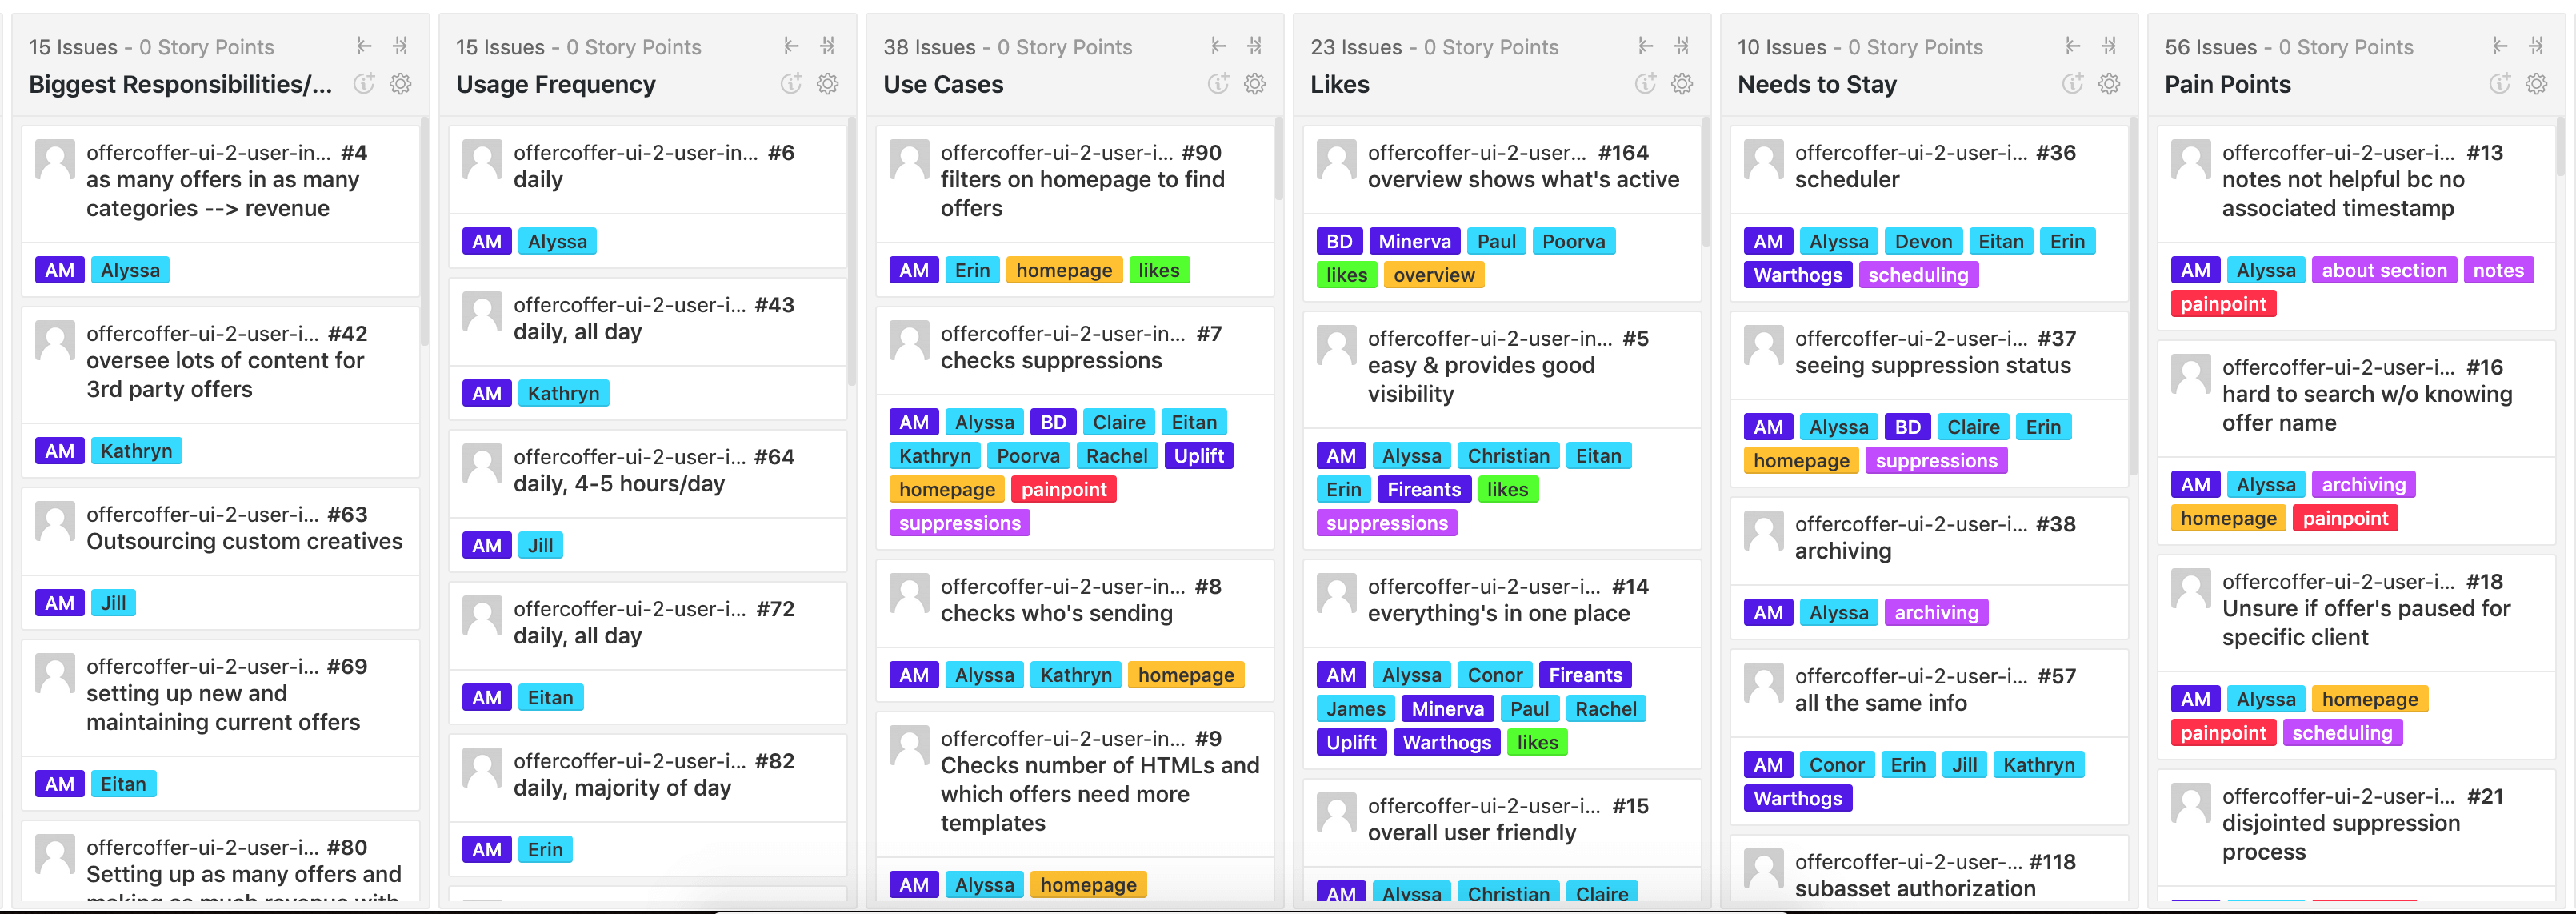 15 Issues - 0 Story Points
Biggest Responsibilities/...
offercoffer-ui-2-user-in... #4
as many offers in as many
categories --> revenue
AM Alyssa
offercoffer-ui-2-user-i... #42
oversee lots of content for
3rd party offers
AM Kathryn
offercoffer-ui-2-user-i... #63
Outsourcing custom creatives
AM Jill
offercoffer-ui-2-user-i... #69
setting up new and
maintaining current offers
AM Eitan
offercoffer-ui-2-user-i... #80
Setting up as many offers and
making as much revenue with
15 Issues - 0 Story Points
Usage Frequency
offercoffer-ui-2-user-in... #6
daily
AM Alyssa
offercoffer-ui-2-user-i... #43
daily, all day
AM Kathryn
offercoffer-ui-2-user-i... #64
daily, 4-5 hours/day
AM Jill
offercoffer-ui-2-user-i... #72
daily, all day
AM Eitan
offercoffer-ui-2-user-i... #82
daily, majority of day
AM Erin
38 Issues - 0 Story Points
Use Cases
offercoffer-ui-2-user-i... #90
filters on homepage to find
offers
AM Erin homepage likes
offercoffer-ui-2-user-in... #7
checks suppressions
AM Alyssa BD Claire Eitan
Kathryn Poorva Rachel Uplift
homepage painpoint
suppressions
offercoffer-ui-2-user-in... #8
checks who's sending
AM Alyssa Kathryn homepage
offercoffer-ui-2-user-in... #9
Checks number of HTMLs and
which offers need more
templates
AM Alyssa homepage
23 Issues - 0 Story Points
Likes
offercoffer-ui-2-user... #164
overview shows what's active
BD Minerva Paul Poorva
likes overview
offercoffer-ui-2-user-in... #5
easy & provides good
visibility
AM Alyssa Christian Eitan
Erin Fireants likes
suppressions
offercoffer-ui-2-user-i... #14
everything's in one place
AM Alyssa Conor Fireants
James Minerva Paul Rachel
Uplift Warthogs likes
offercoffer-ui-2-user-i... #15
overall user friendly
AM Alyssa Christian Claire
10 Issues - 0 Story Points
Needs to Stay
offercoffer-ui-2-user-i... #36
scheduler
AM Alyssa Devon Eitan Erin
Warthogs scheduling
offercoffer-ui-2-user-i... #37
seeing suppression status
AM Alyssa BD Claire Erin
homepage suppressions
offercoffer-ui-2-user-i... #38
archiving
AM Alyssa archiving
offercoffer-ui-2-user-i... #57
all the same info
AM Conor Erin Jill Kathryn
Warthogs
offercoffer-ui-2-user-... #118
subasset authorization
56 Issues - 0 Story Points
Pain Points
offercoffer-ui-2-user-i... #13
notes not helpful bc no
associated timestamp
AM Alyssa about section notes
painpoint
offercoffer-ui-2-user-i... #16
hard to search w/o knowing
offer name
AM Alyssa archiving
homepage painpoint
offercoffer-ui-2-user-i... #18
Unsure if offer's paused for
specific client
AM Alyssa homepage
painpoint scheduling
offercoffer-ui-2-user-i... #21
disjointed suppression
process